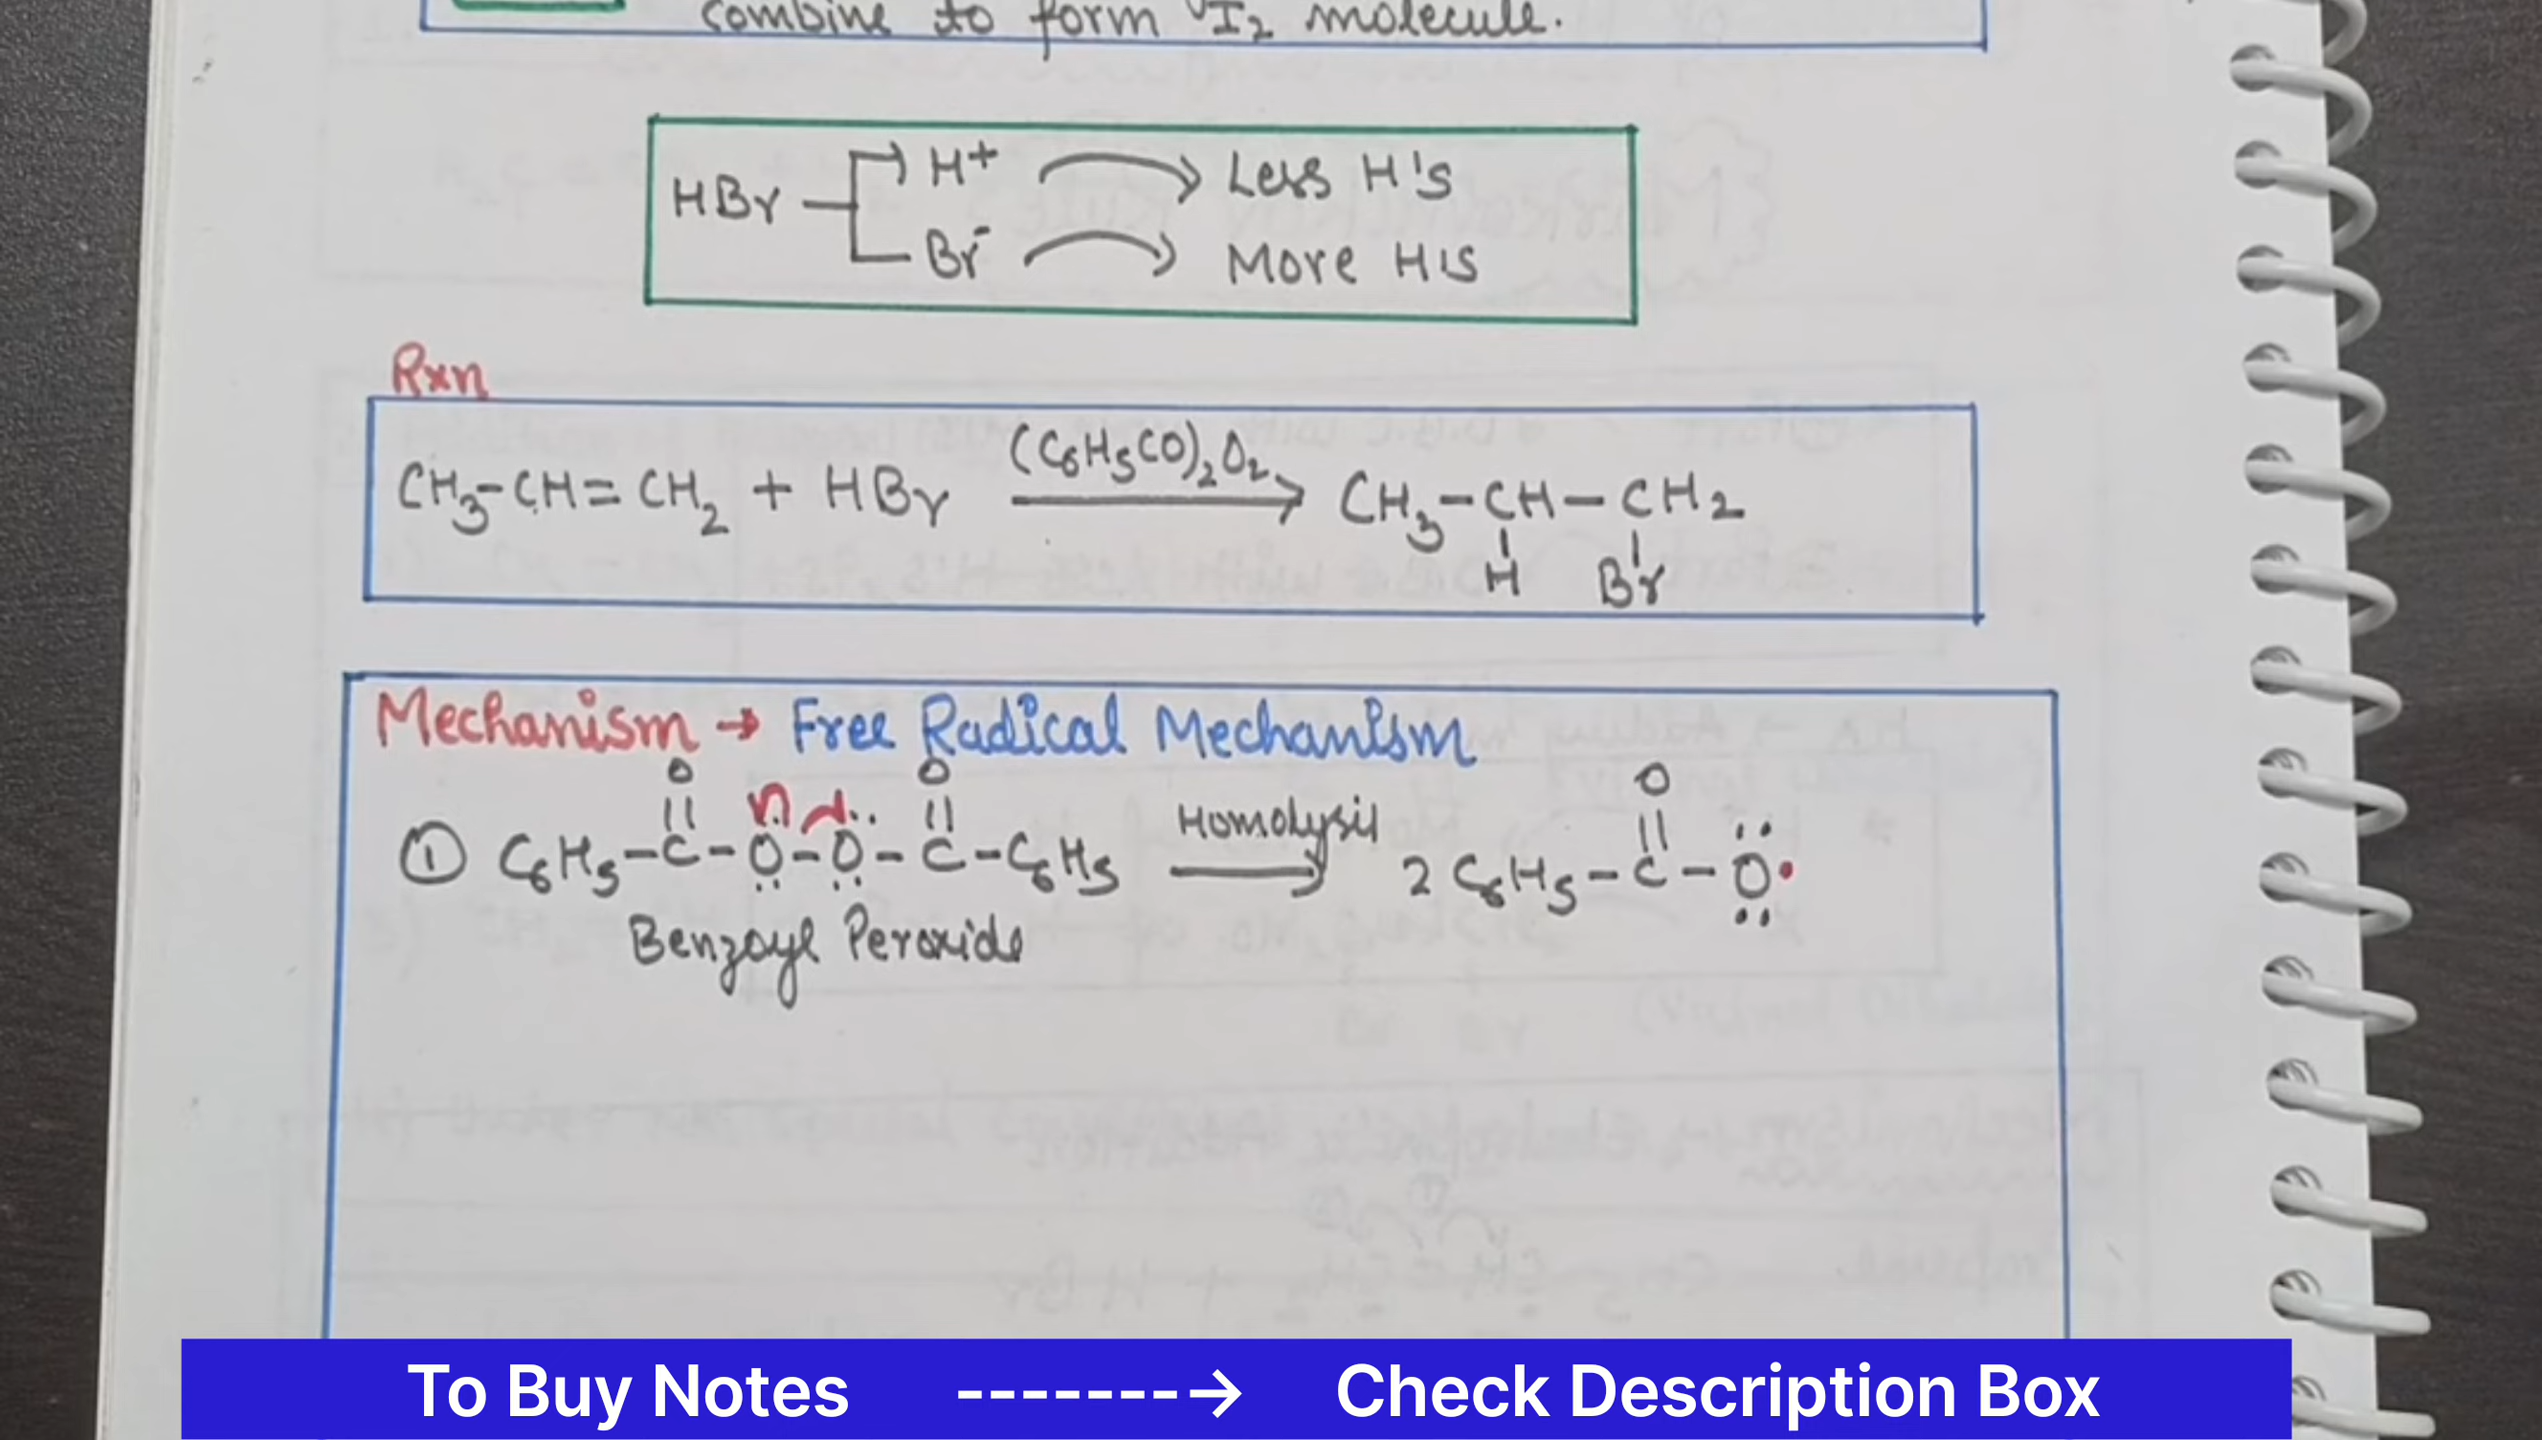 combine to form I₂ molecule.
H⁺ → Less H's
HBr
Br⁻ → More H's
Rxn
(C₆H₅CO)₂O₂
CH₃-CH=CH₂ + HBr → CH₃-CH-CH₂
H Br
Mechanism → Free Radical Mechanism
O O O
① C₆H₅-C-O-O-C-C₆H₅ Homolysis → 2 C₆H₅-C-O•
Benzoyl Peroxide
To Buy Notes -------→ Check Description Box